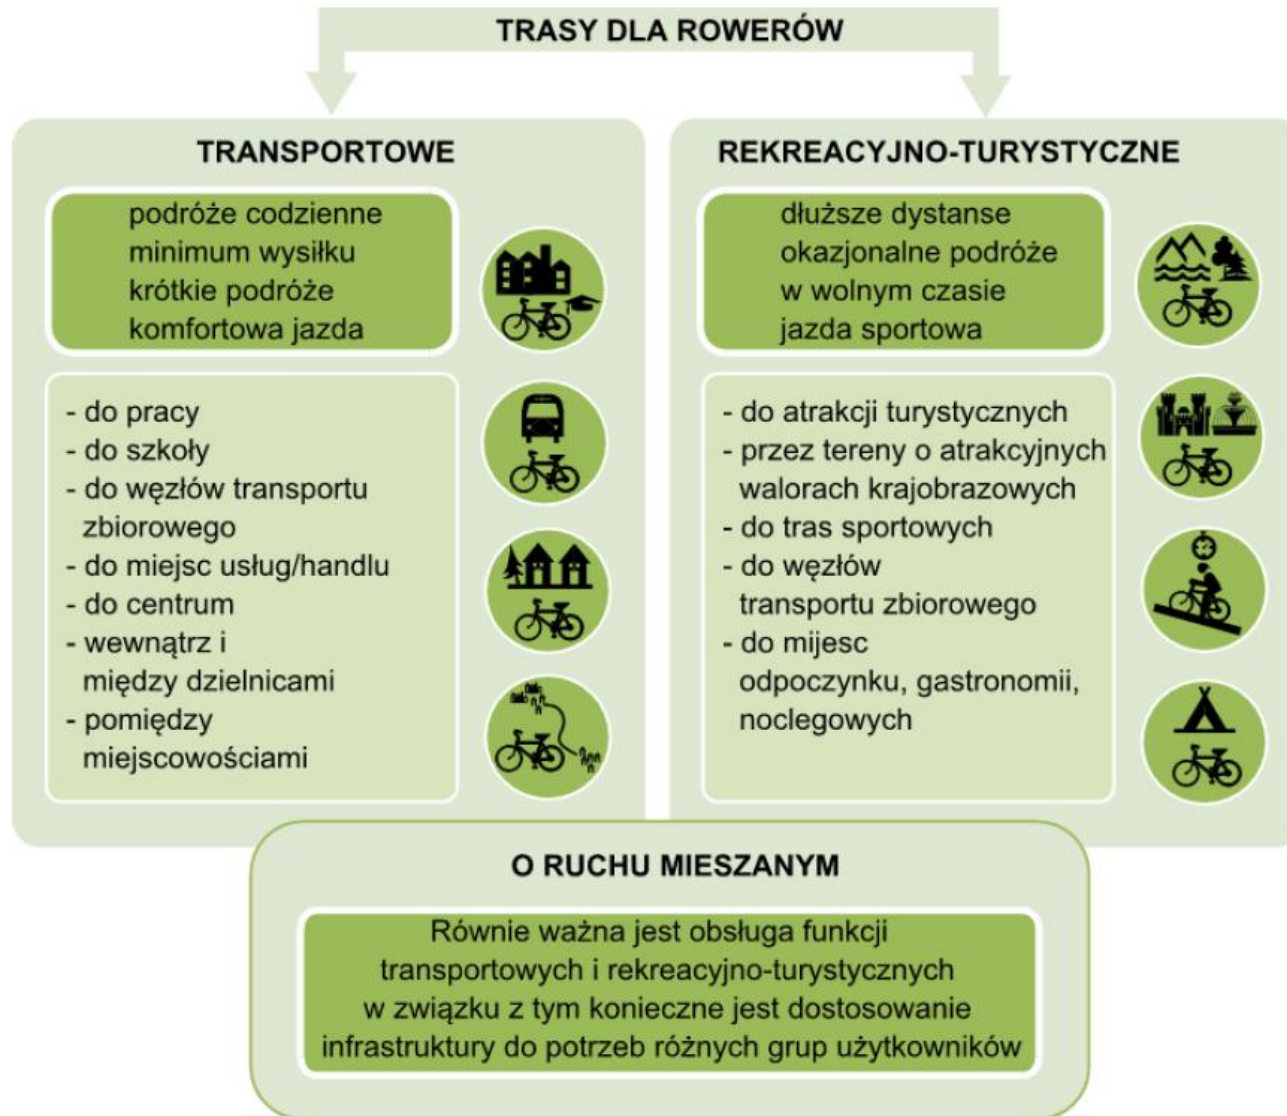 TRASY DLA ROWERÓW
TRANSPORTOWE
podróże codzienne
minimum wysiłku
krótkie podróże
komfortowa jazda
- do pracy
- do szkoły
- do węzłów transportu
zbiorowego
- do miejsc usług/handlu
- do centrum
- wewnątrz i
między dzielnicami
- pomiędzy
miejscowościami
REKREACYJNO-TURYSTYCZNE
dłuższe dystanse
okazjonalne podróże
w wolnym czasie
jazda sportowa
- do atrakcji turystycznych
- przez tereny o atrakcyjnych
walorach krajobrazowych
- do tras sportowych
- do węzłów
transportu zbiorowego
- do mijesc
odpoczynku, gastronomii,
noclegowych
O RUCHU MIESZANYM
Równie ważna jest obsługa funkcji
transportowych i rekreacyjno-turystycznych
w związku z tym konieczne jest dostosowanie
infrastruktury do potrzeb różnych grup użytkowników